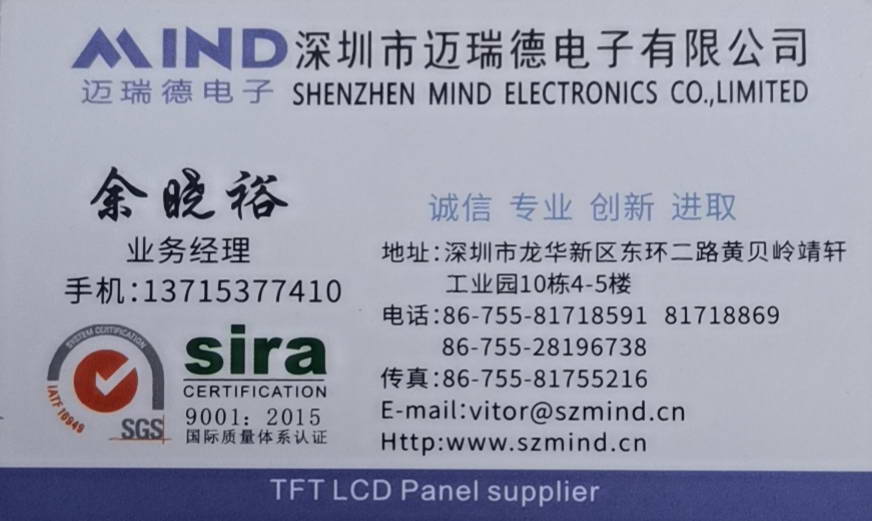 MIND 深圳市迈瑞德电子有限公司
迈瑞德电子 SHENZHEN MIND ELECTRONICS CO.,LIMITED
余晓裕
业务经理
手机:13715377410
诚信 专业 创新 进取
地址:深圳市龙华新区东环二路黄贝岭靖轩
工业园10栋4-5楼
电话:86-755-81718591 81718869
86-755-28196738
传真:86-755-81755216
E-mail:vitor@szmind.cn
Http:www.szmind.cn
SYSTEM CERTIFICATION
IATF 16949
SGS
sira
CERTIFICATION
9001: 2015
国际质量体系认证
TFT LCD Panel supplier